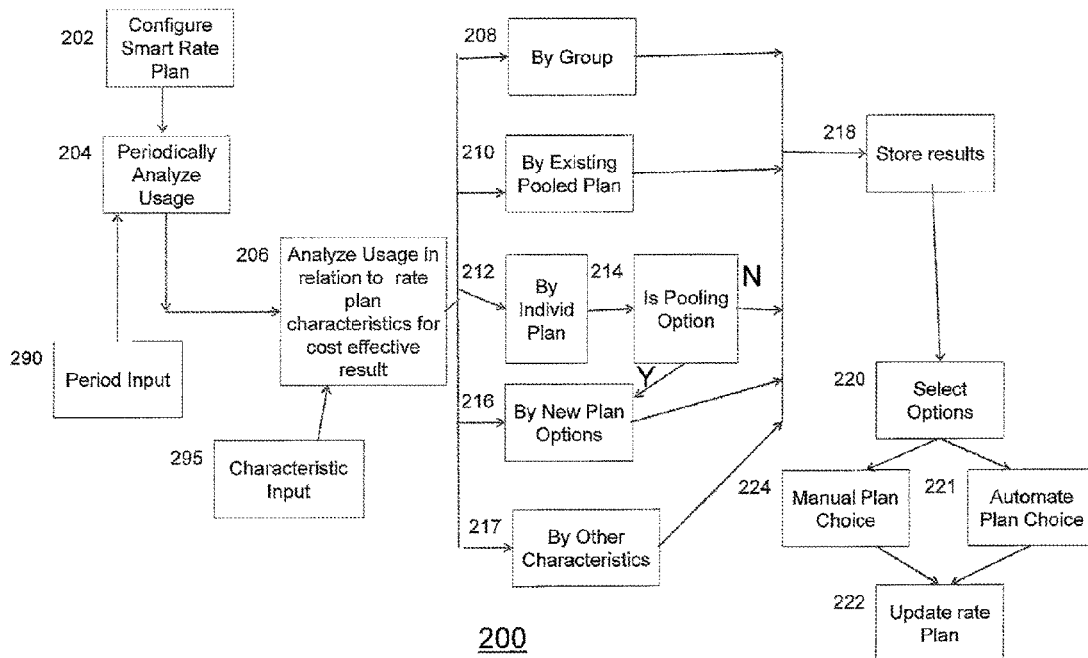 202
Configure
Smart Rate
Plan
204
Periodically
Analyze
Usage
290
Period Input
206
Analyze Usage in
relation to rate
plan
characteristics for
cost effective
result
295
Characteristic
Input
208
By Group
210
By Existing
Pooled Plan
212
By
Individ
Plan
214
Is Pooling
Option
N
Y
216
By New Plan
Options
217
By Other
Characteristics
218
Store results
220
Select
Options
224
Manual Plan
Choice
221
Automate
Plan Choice
222
Update rate
Plan
200